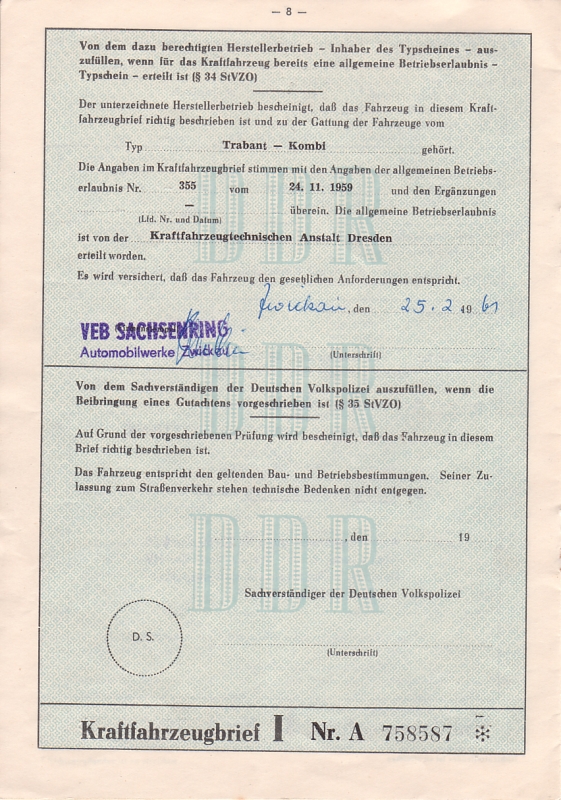 — 8 —
Von dem dazu berechtigten Herstellerbetrieb – Inhaber des Typscheines – aus-
zufüllen, wenn für das Kraftfahrzeug bereits eine allgemeine Betriebserlaubnis –
Typschein – erteilt ist (§ 34 StVZO)
Der unterzeichnete Herstellerbetrieb bescheinigt, daß das Fahrzeug in diesem Kraft-
fahrzeugbrief richtig beschrieben ist und zu der Gattung der Fahrzeuge vom
Typ Trabant – Kombi gehört.
Die Angaben im Kraftfahrzeugbrief stimmen mit den Angaben der allgemeinen Betriebs-
erlaubnis Nr. 355 vom 24. 11. 1959 und den Ergänzungen
– überein. Die allgemeine Betriebserlaubnis
(Lfd. Nr. und Datum)
ist von der Kraftfahrzeugtechnischen Anstalt Dresden
erteilt worden.
Es wird versichert, daß das Fahrzeug den gesetzlichen Anforderungen entspricht.
Zwickau, den 25.2 1961
VEB SACHSENRING
Automobilwerke Zwickau
(Unterschrift)
Von dem Sachverständigen der Deutschen Volkspolizei auszufüllen, wenn die
Beibringung eines Gutachtens vorgeschrieben ist (§ 35 StVZO)
Auf Grund der vorgeschriebenen Prüfung wird bescheinigt, daß das Fahrzeug in diesem
Brief richtig beschrieben ist.
Das Fahrzeug entspricht den geltenden Bau- und Betriebsbestimmungen. Seiner Zu-
lassung zum Straßenverkehr stehen technische Bedenken nicht entgegen.
, den 19
Sachverständiger der Deutschen Volkspolizei
D. S.
(Unterschrift)
Kraftfahrzeugbrief I Nr. A 758587 ✻
DDR
DDR
DDR